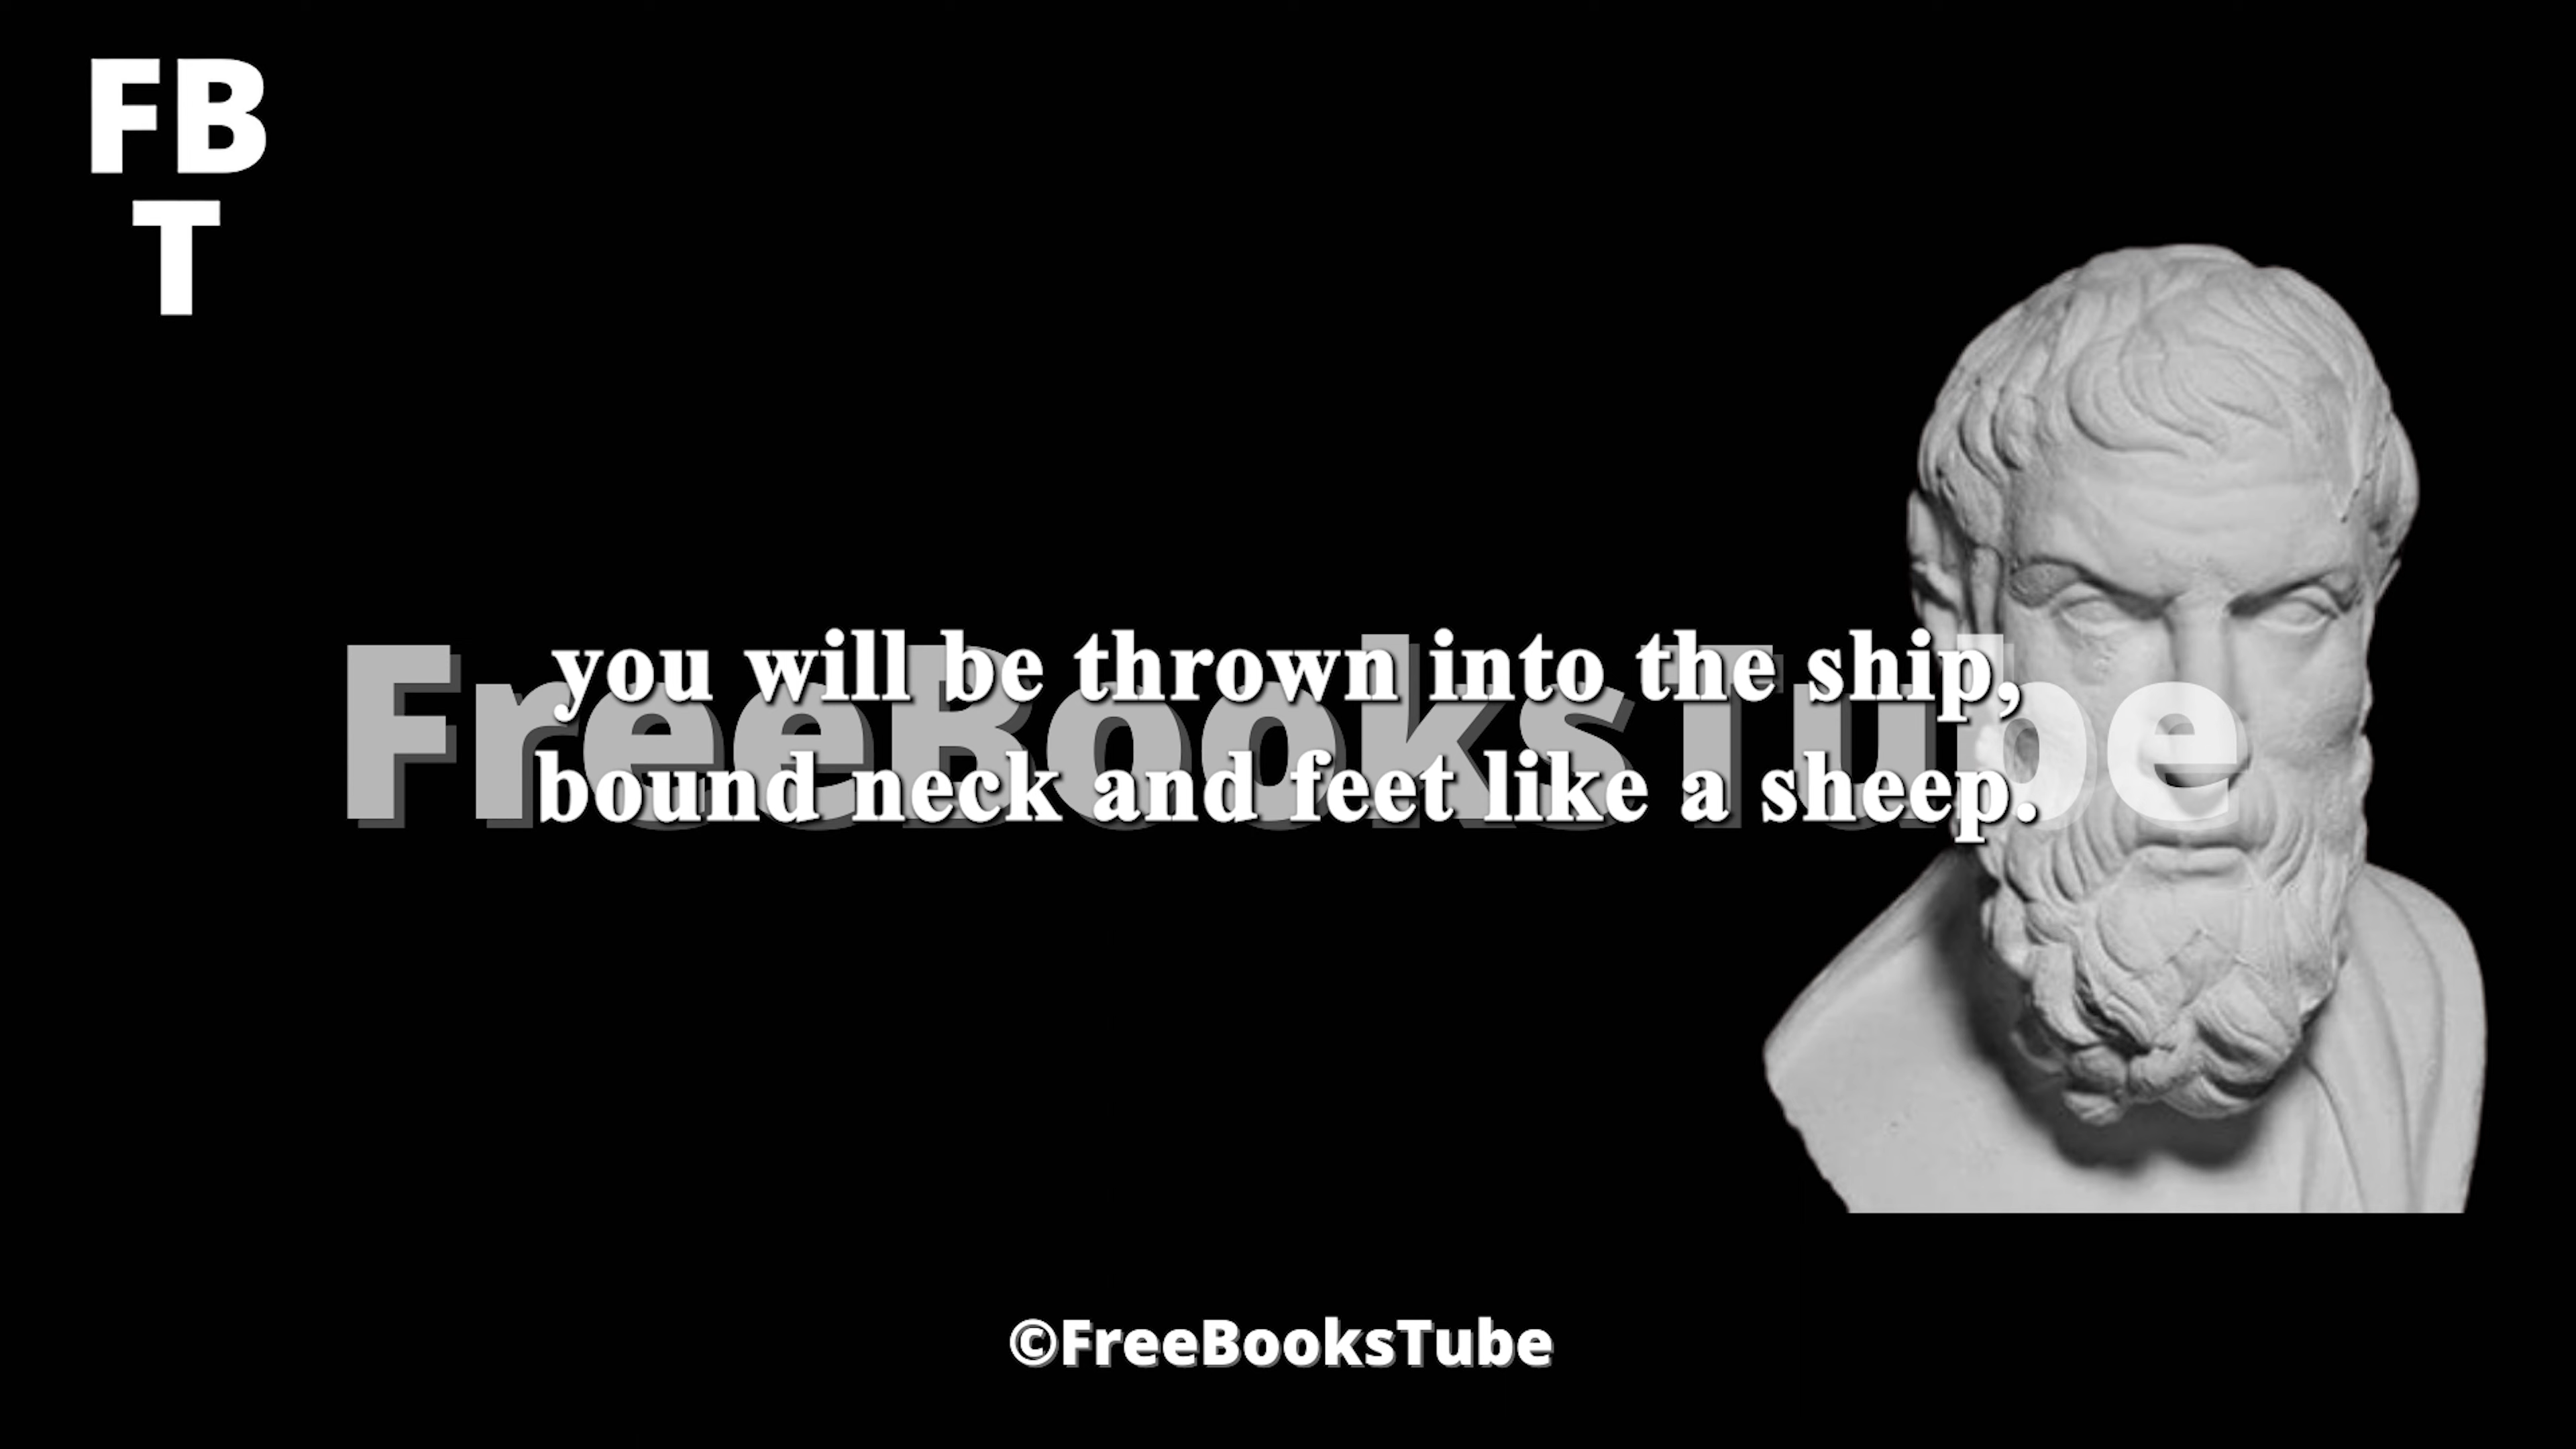 FB
T
you will be thrown into the ship,
FreeBooksTube
bound neck and feet like a sheep.
©FreeBooksTube